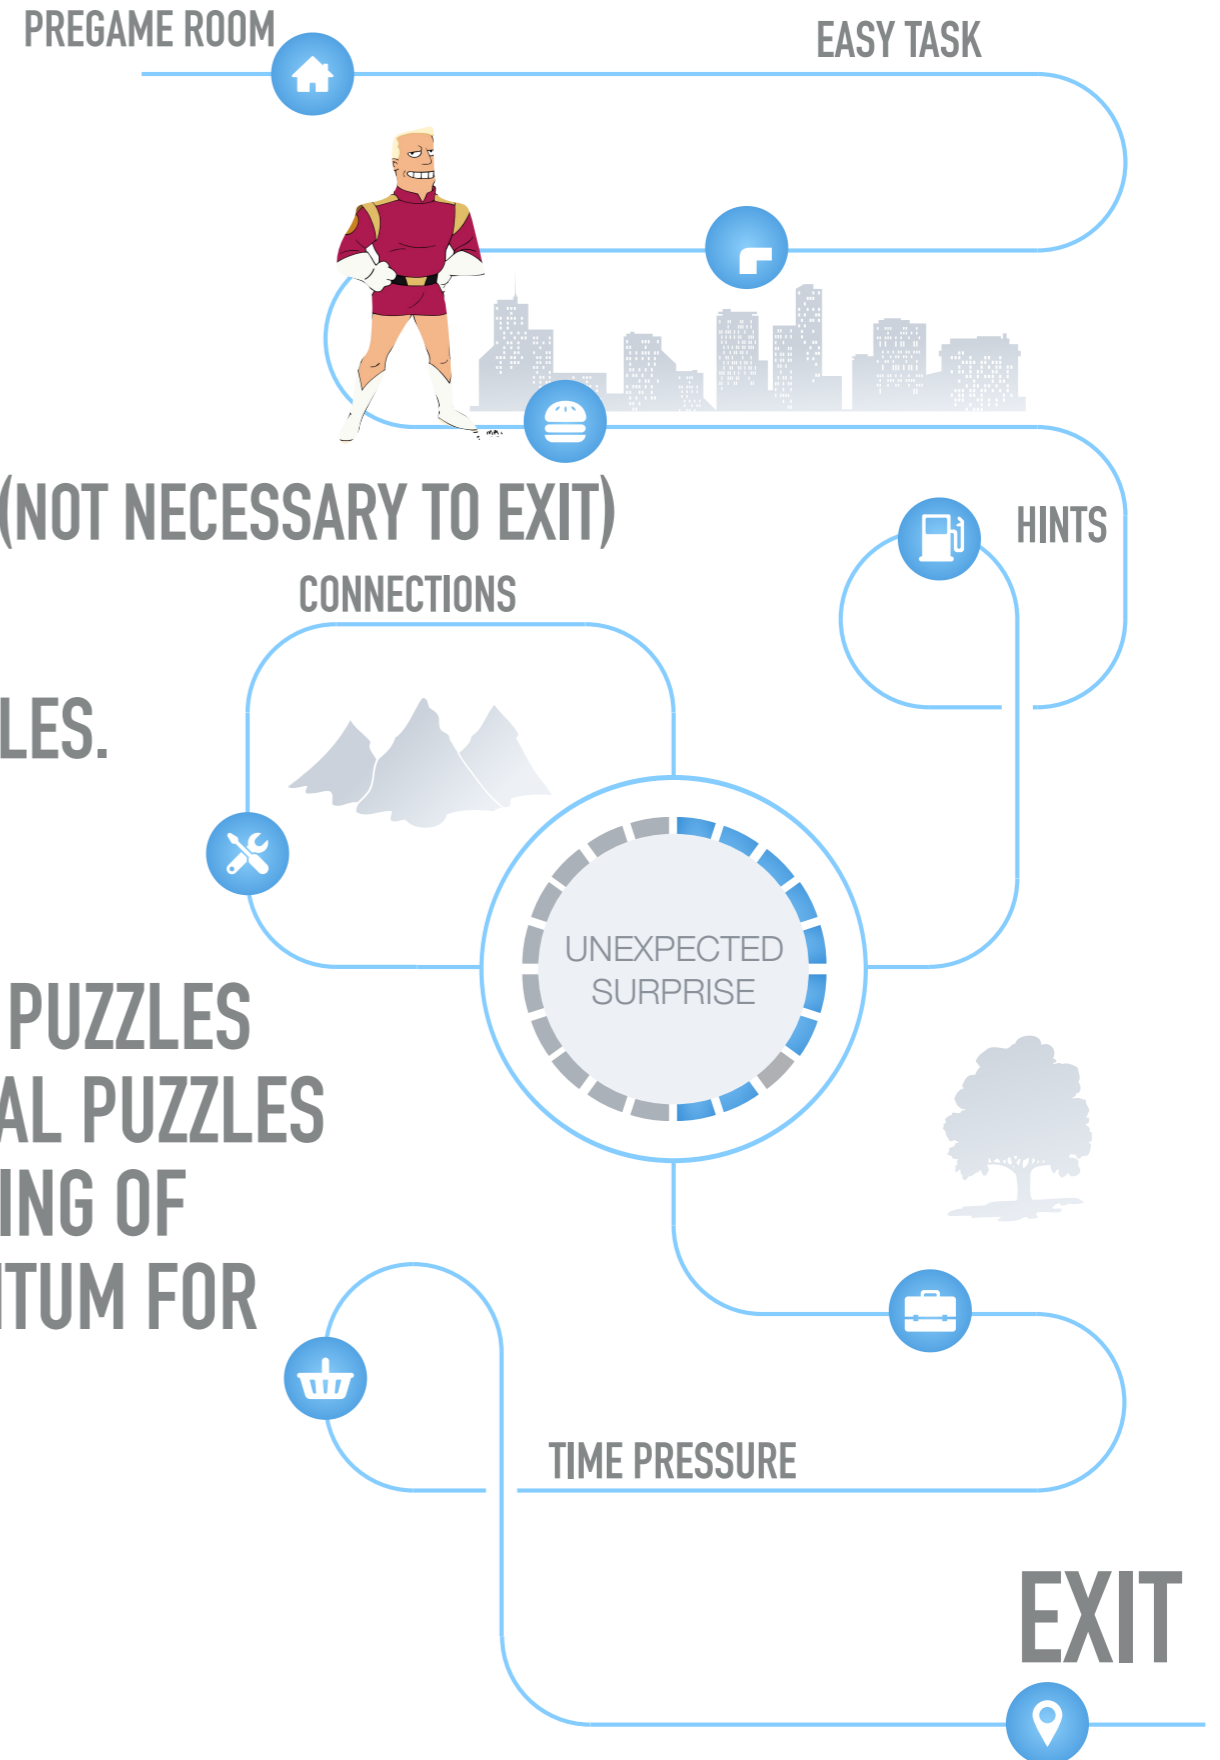 PREGAME ROOM
EASY TASK
(NOT NECESSARY TO EXIT)
HINTS
CONNECTIONS
LES.
UNEXPECTED
SURPRISE
PUZZLES
AL PUZZLES
ING OF
TUM FOR
TIME PRESSURE
EXIT